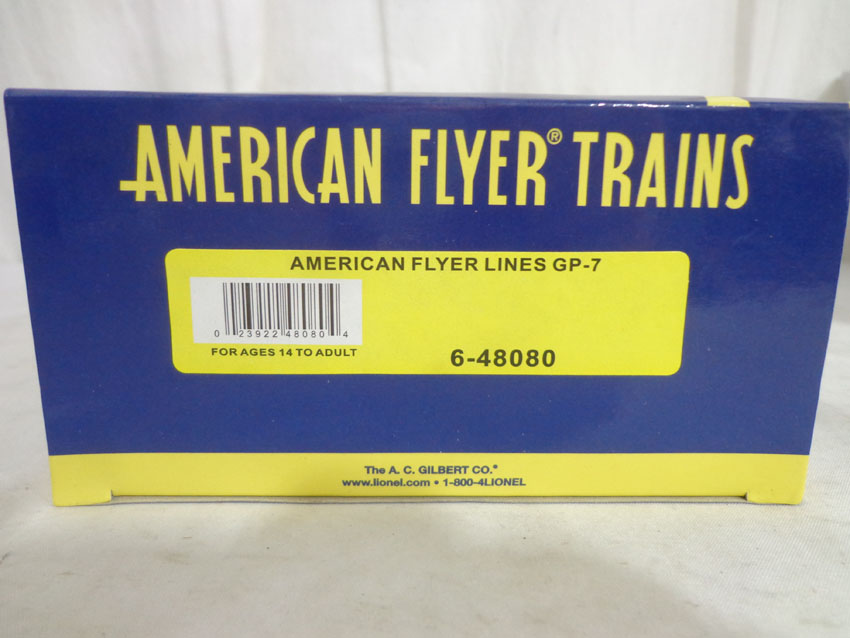 AMERICAN FLYER® TRAINS
AMERICAN FLYER LINES GP-7
0 23922 48080 4
FOR AGES 14 TO ADULT
6-48080
The A. C. GILBERT CO.®
www.lionel.com • 1-800-4LIONEL